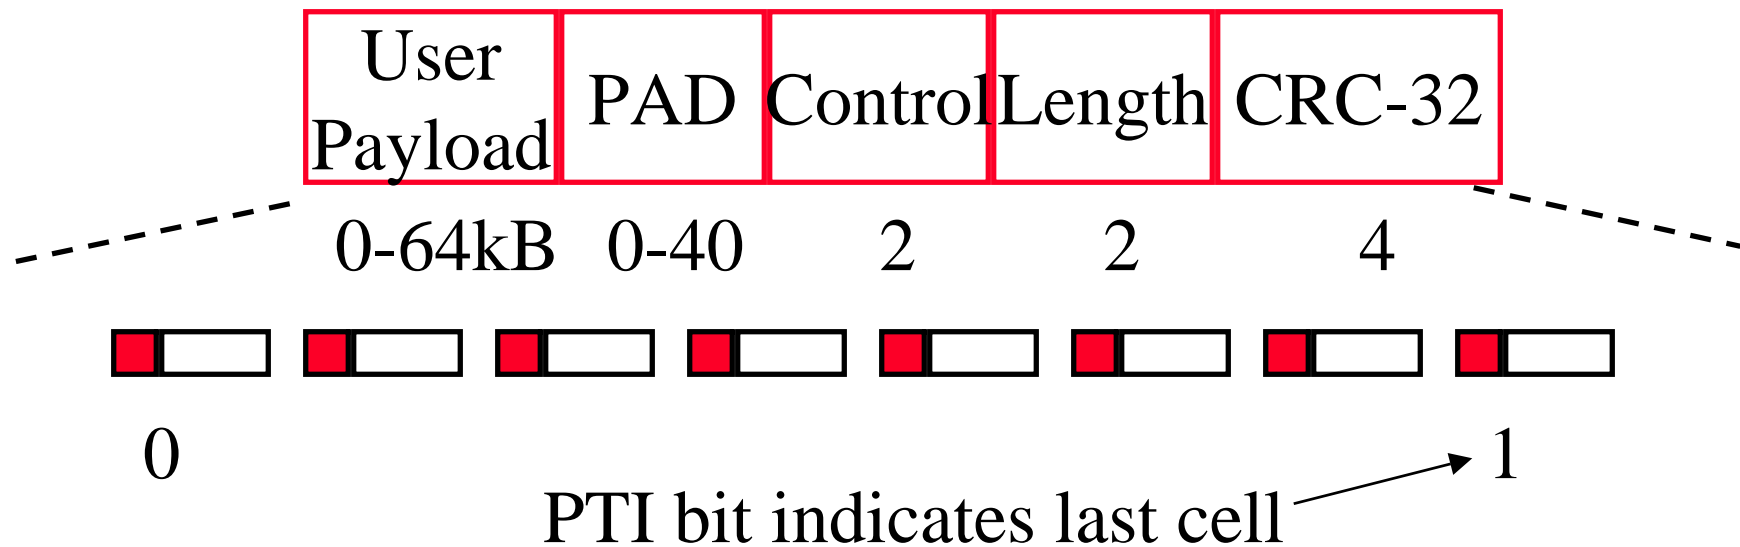 User
Payload
PAD
Control
Length
CRC-32
0-64kB
0-40
2
2
4
0
1
PTI bit indicates last cell